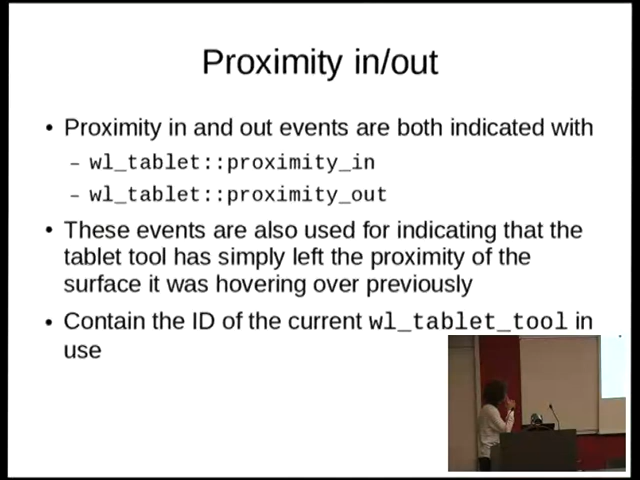 Proximity in/out
• Proximity in and out events are both indicated with
– wl_tablet::proximity_in
– wl_tablet::proximity_out
• These events are also used for indicating that the
tablet tool has simply left the proximity of the
surface it was hovering over previously
• Contain the ID of the current wl_tablet_tool in
use